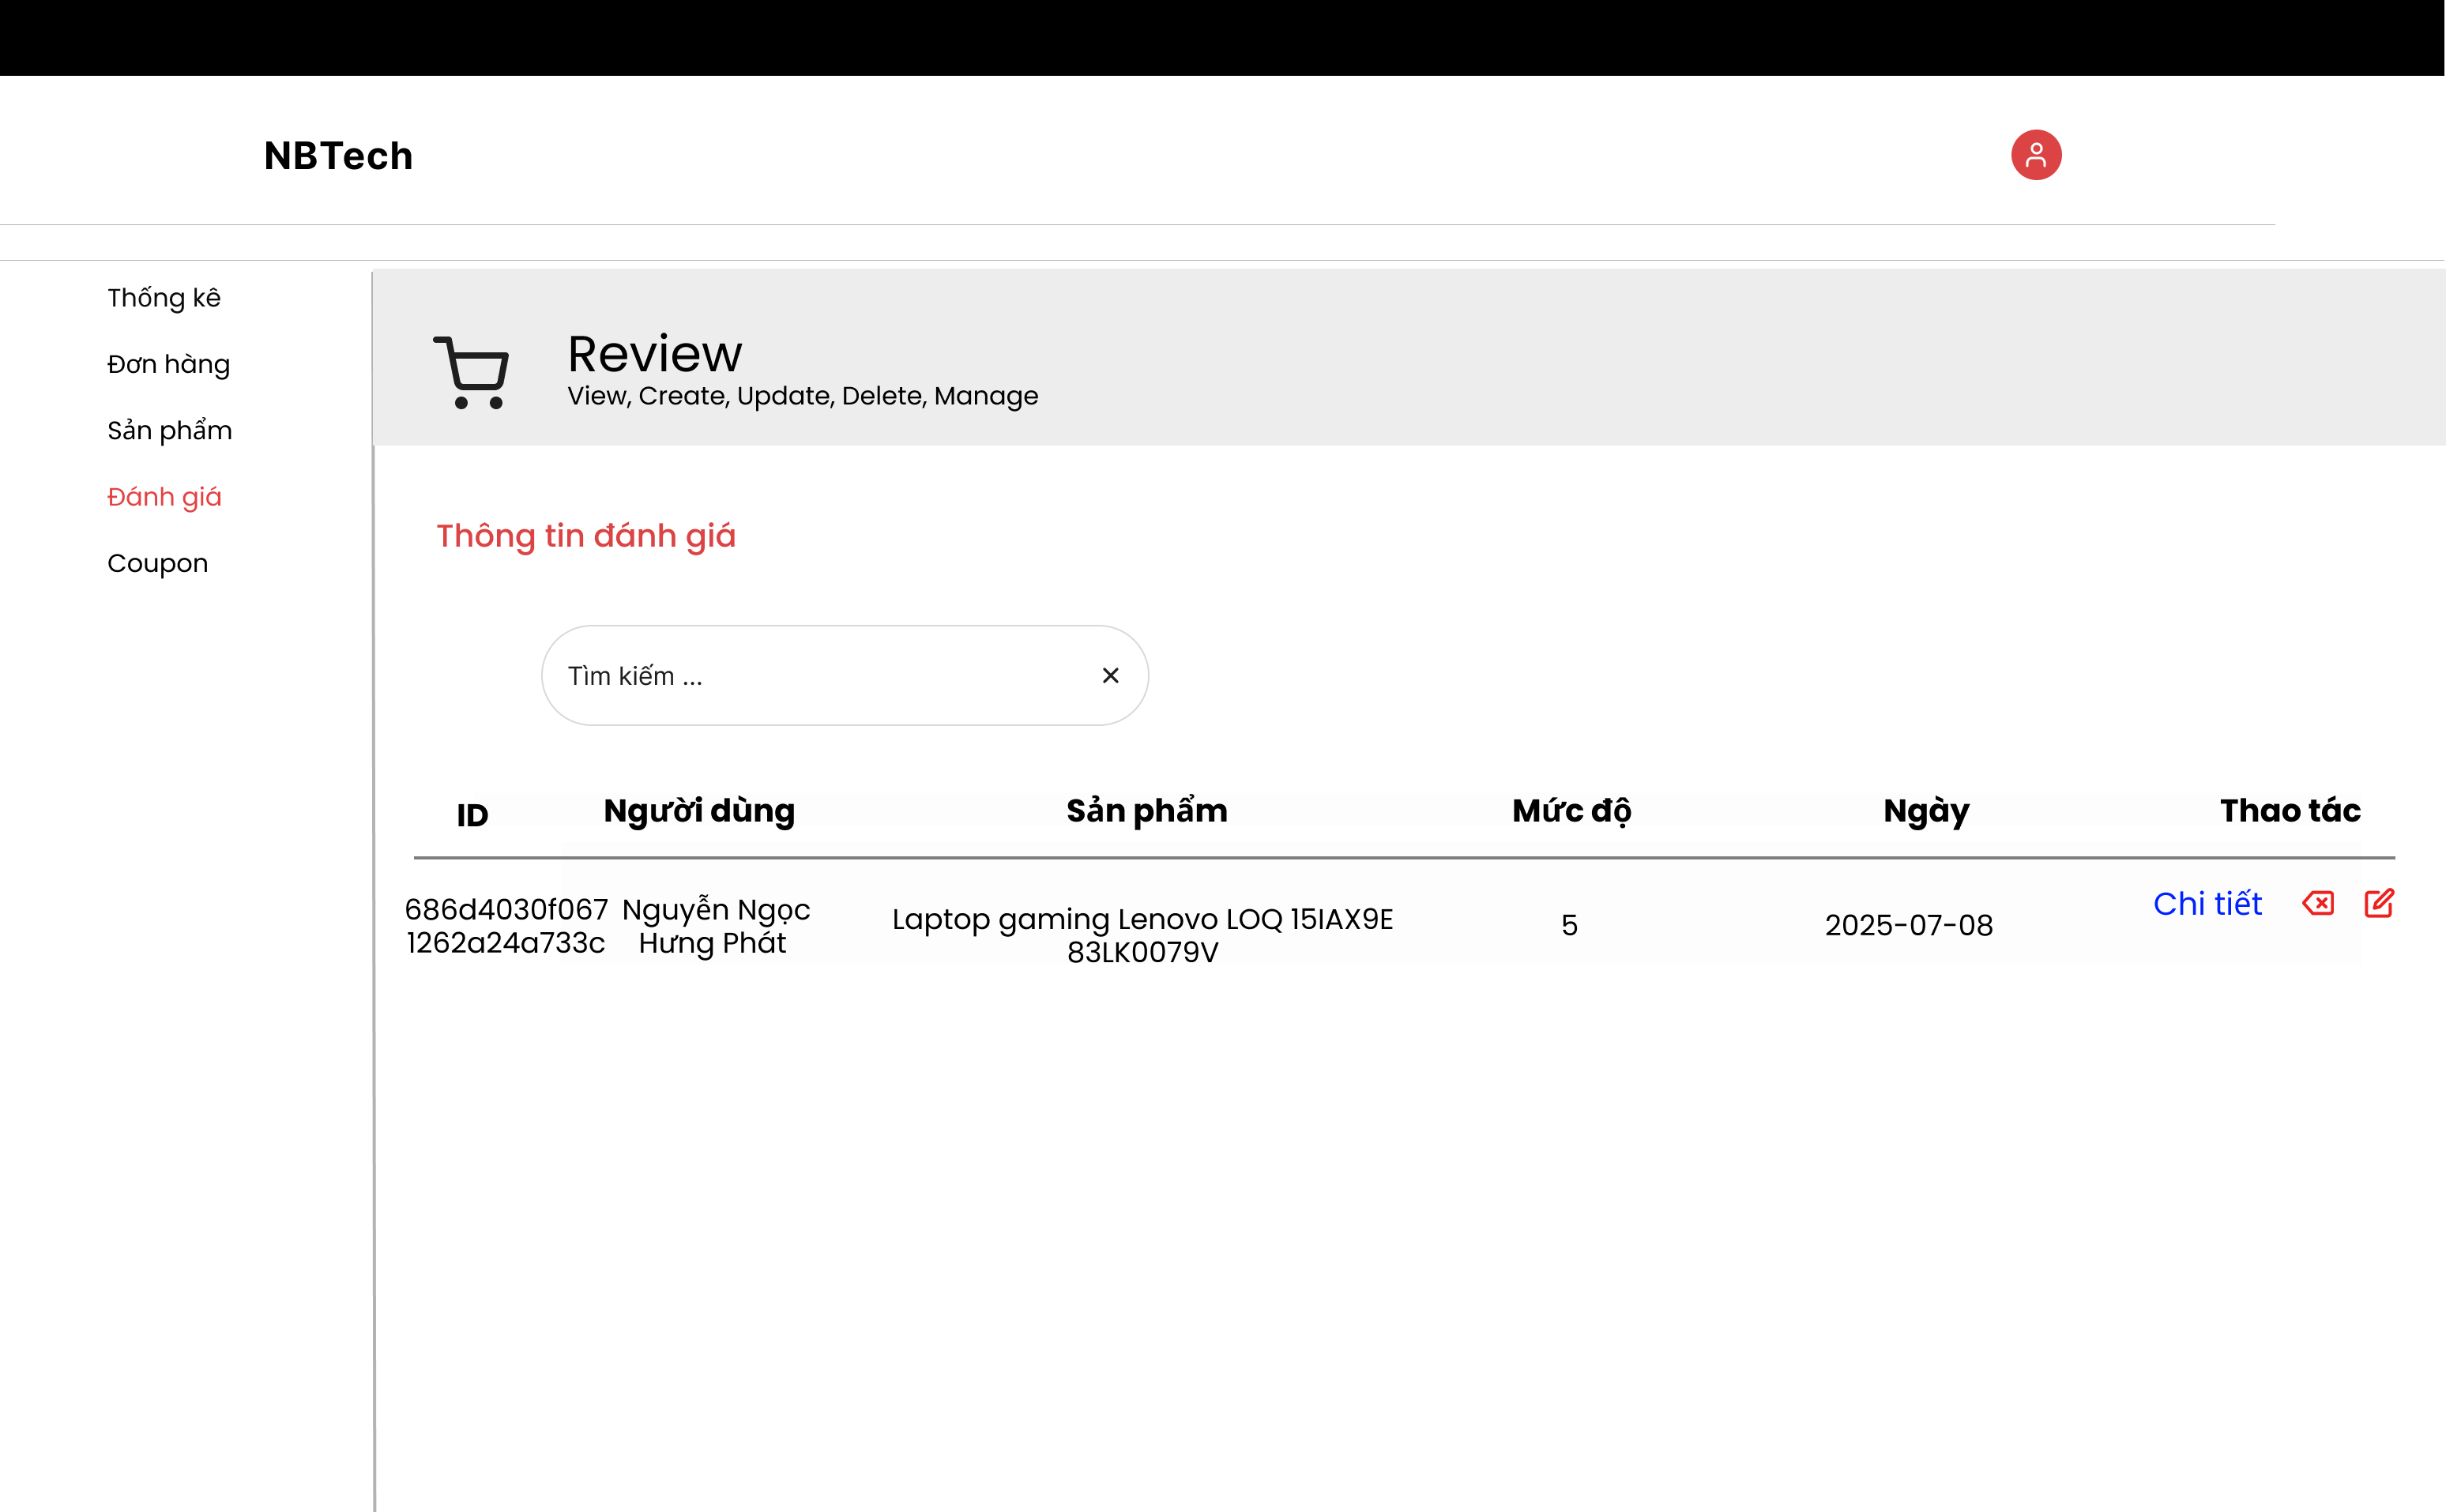 NBTech
Thống kê
Đơn hàng
Sản phẩm
Đánh giá
Coupon
Review
View, Create, Update, Delete, Manage
Thông tin đánh giá
Tìm kiếm ...
ID Người dùng Sản phẩm Mức độ Ngày Thao tác
686d4030f067 Nguyễn Ngọc Laptop gaming Lenovo LOQ 15IAX9E 5 2025-07-08 Chi tiết
1262a24a733c Hưng Phát 83LK0079V